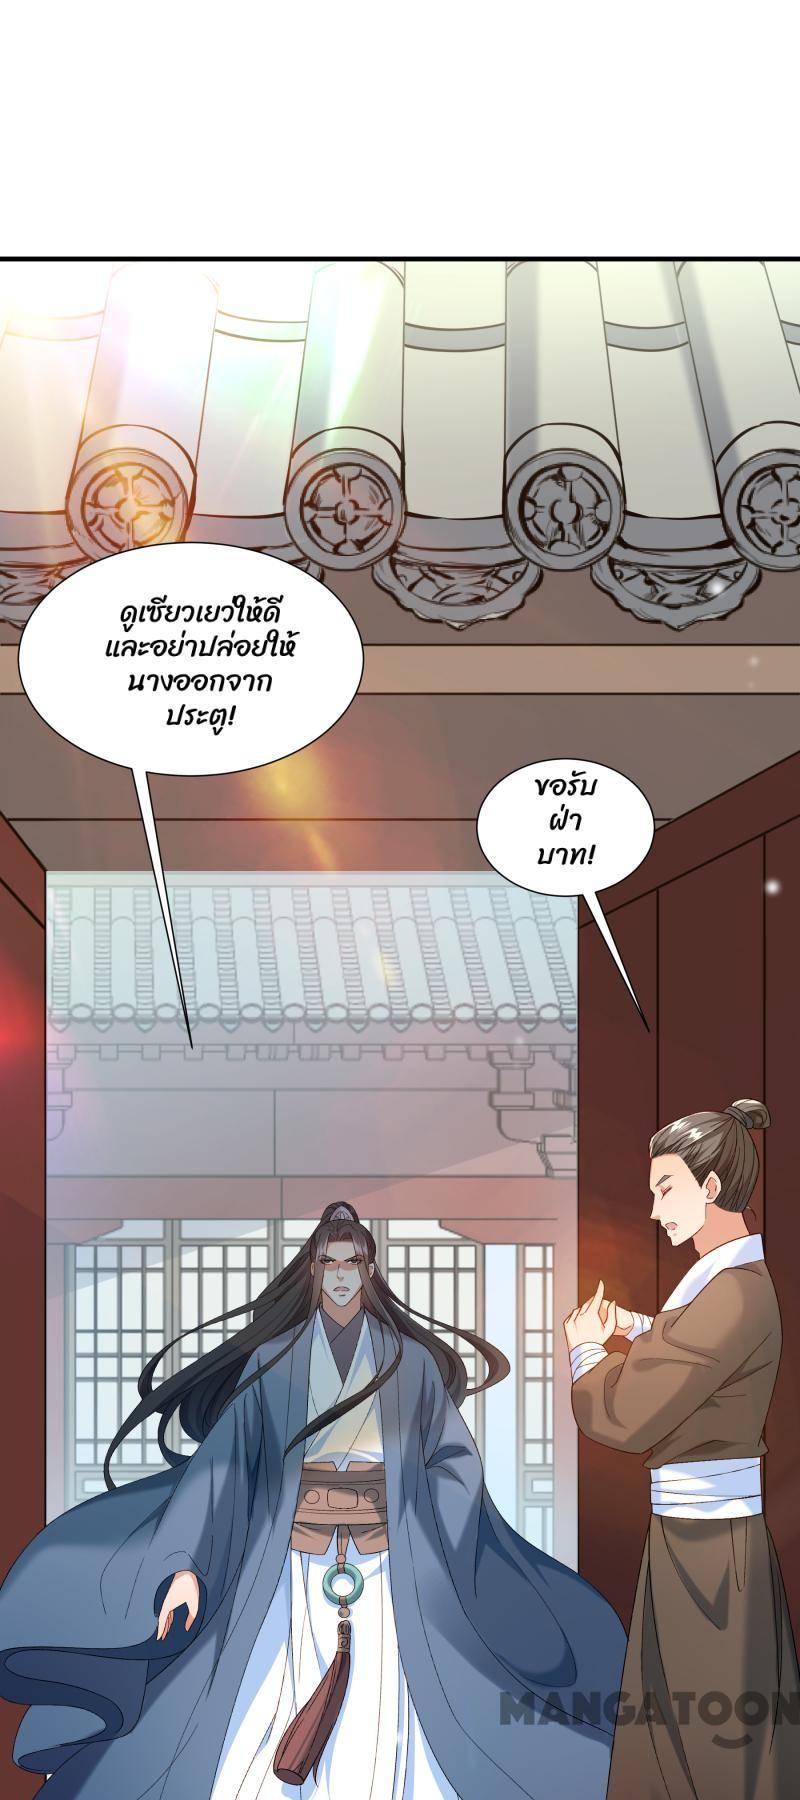 ดูเซียวเยว่ให้ดี
และอย่าปล่อยให้
นางออกจาก
ประตู!
ขอรับ
ฝ่า
บาท!
MANGATOON